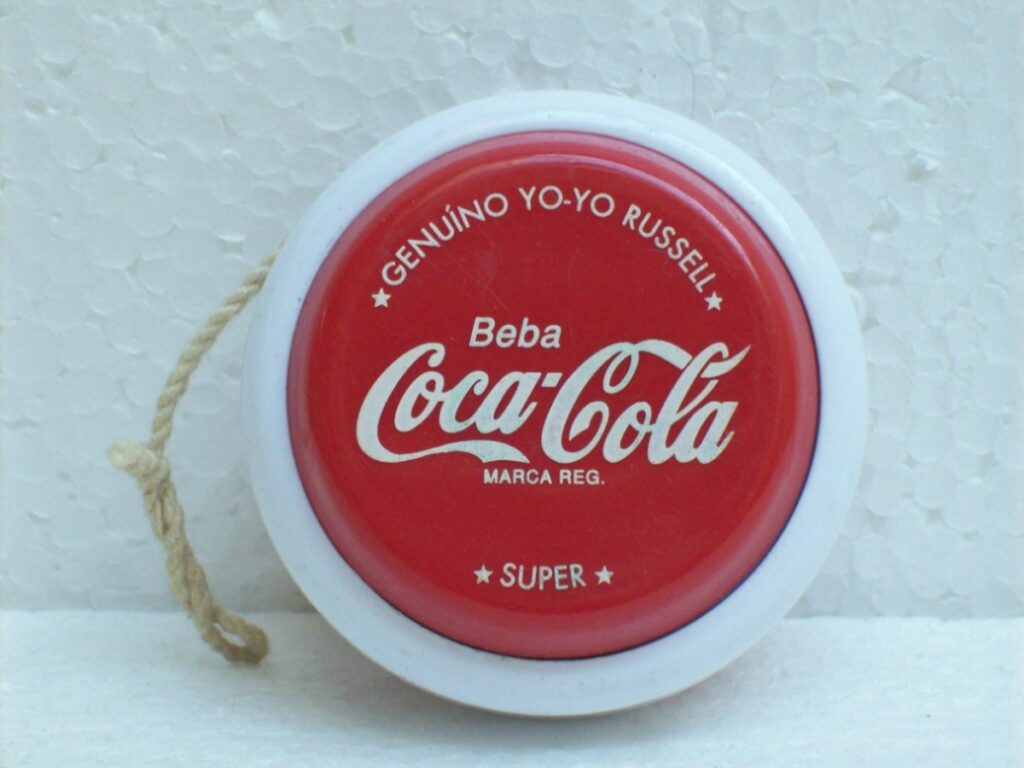 ★ GENUÍNO YO-YO RUSSELL ★
Beba
Coca-Cola
MARCA REG.
★ SUPER ★